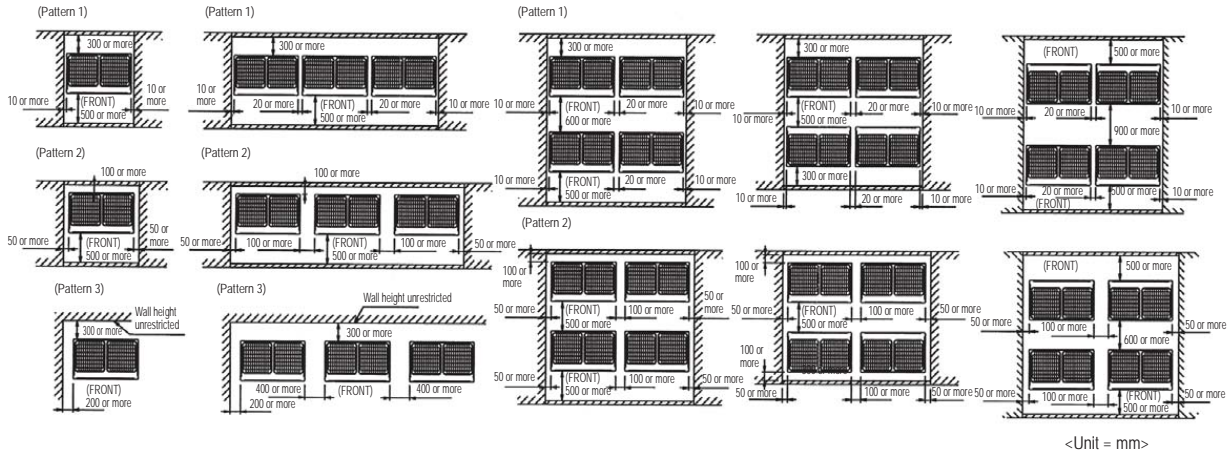 (Pattern 1)
300 or more
10 or more
(FRONT)
500 or more
10 or
more
(Pattern 1)
300 or more
10 or
more
20 or more
(FRONT)
500 or more
20 or more
10 or more
(Pattern 1)
300 or more
(FRONT)
600 or more
20 or more
10 or more
10 or more
(FRONT)
500 or more
20 or more
10 or more
10 or more
300 or more
(FRONT)
500 or more
20 or more
10 or more
10 or more
300 or more
10 or more
20 or more
10 or more
(FRONT)
500 or more
10 or more
20 or more
10 or more
900 or more
10 or more
20 or more
(FRONT)
500 or more
10 or more
(Pattern 2)
100 or more
50 or more
(FRONT)
500 or more
50 or
more
(Pattern 2)
100 or more
50 or more
100 or more
(FRONT)
500 or more
100 or more
50 or more
(Pattern 2)
100 or
more
50 or more
(FRONT)
500 or more
100 or more
50 or
more
50 or more
(FRONT)
500 or more
100 or more
50 or more
100 or
more
50 or more
(FRONT)
500 or more
100 or more
50 or more
100 or
more
50 or more
100 or more
50 or more
(FRONT)
500 or more
50 or more
100 or more
50 or more
600 or more
50 or more
100 or more
(FRONT)
500 or more
50 or more
(Pattern 3)
Wall height
unrestricted
300 or more
(FRONT)
200 or more
(Pattern 3)
Wall height unrestricted
300 or more
400 or more
(FRONT)
400 or more
200 or more
<Unit = mm>